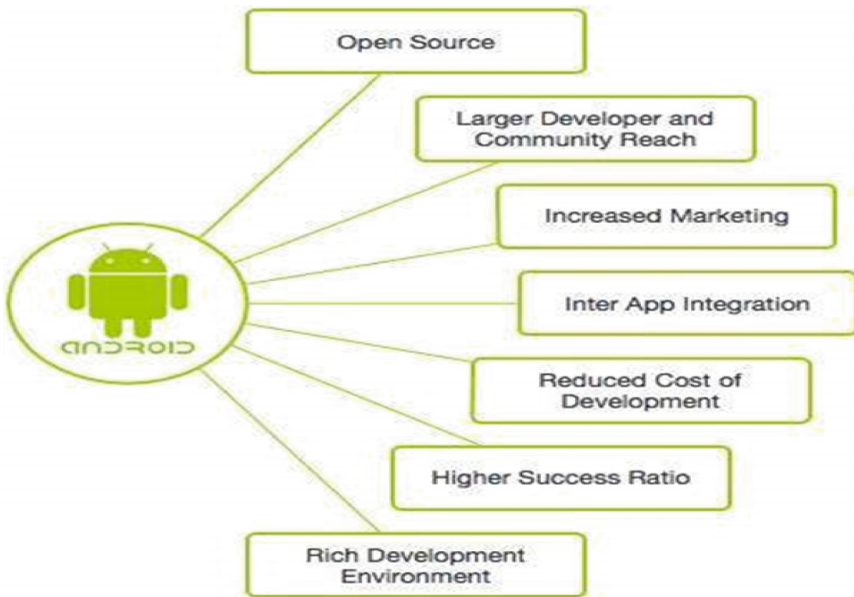 Open Source
Larger Developer and
Community Reach
Increased Marketing
Inter App Integration
ANDROID
Reduced Cost of
Development
Higher Success Ratio
Rich Development
Environment